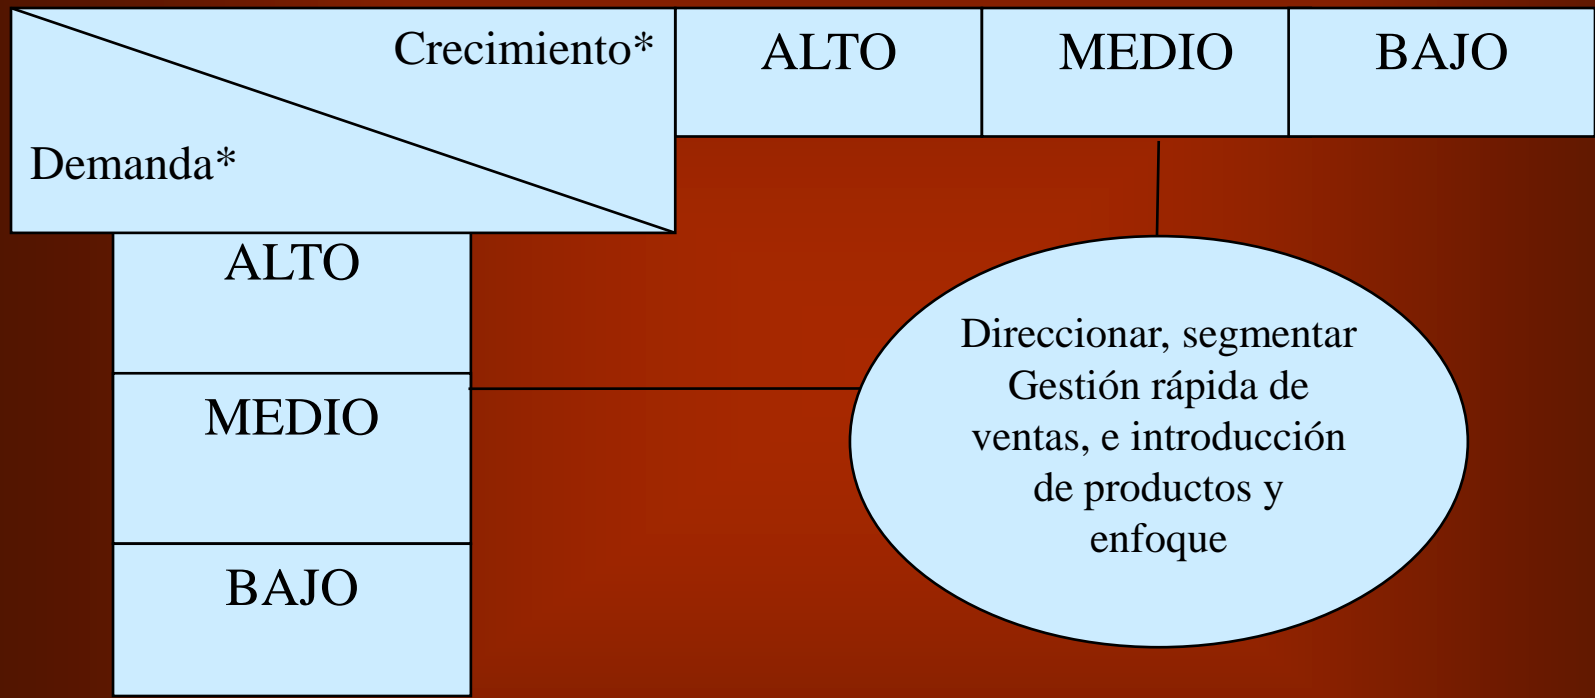 Crecimiento*
ALTO
MEDIO
BAJO
Demanda*
ALTO
MEDIO
BAJO
Direccionar, segmentar
Gestión rápida de
ventas, e introducción
de productos y
enfoque